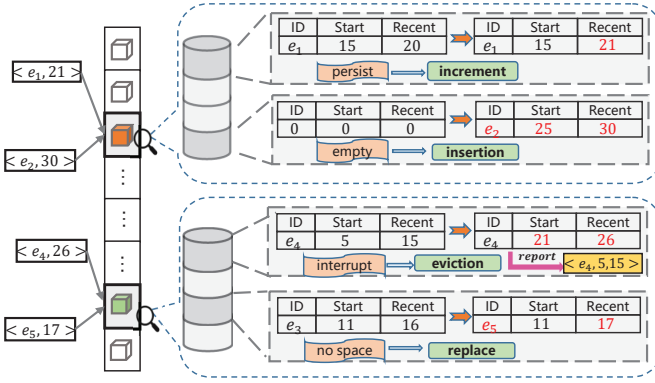 < e1, 21 >
< e2, 30 >
⋮
⋮
⋮
< e4, 26 >
< e5, 17 >
ID Start Recent ID Start Recent
e1 15 20 e1 15 21
persist increment
ID Start Recent ID Start Recent
0 0 0 e2 25 30
empty insertion
ID Start Recent ID Start Recent
e4 5 15 e4 21 26
interrupt eviction report < e4, 5,15 >
ID Start Recent ID Start Recent
e3 11 16 e5 11 17
no space replace